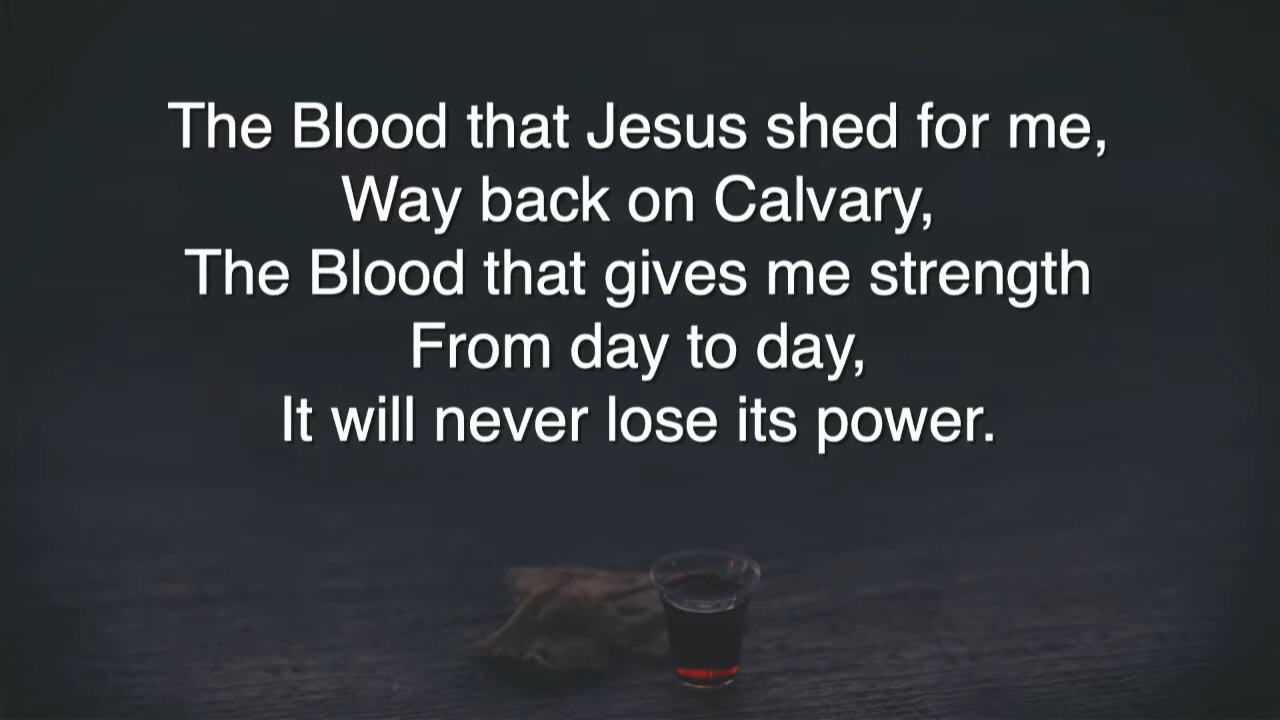 The Blood that Jesus shed for me,
Way back on Calvary,
The Blood that gives me strength
From day to day,
It will never lose its power.